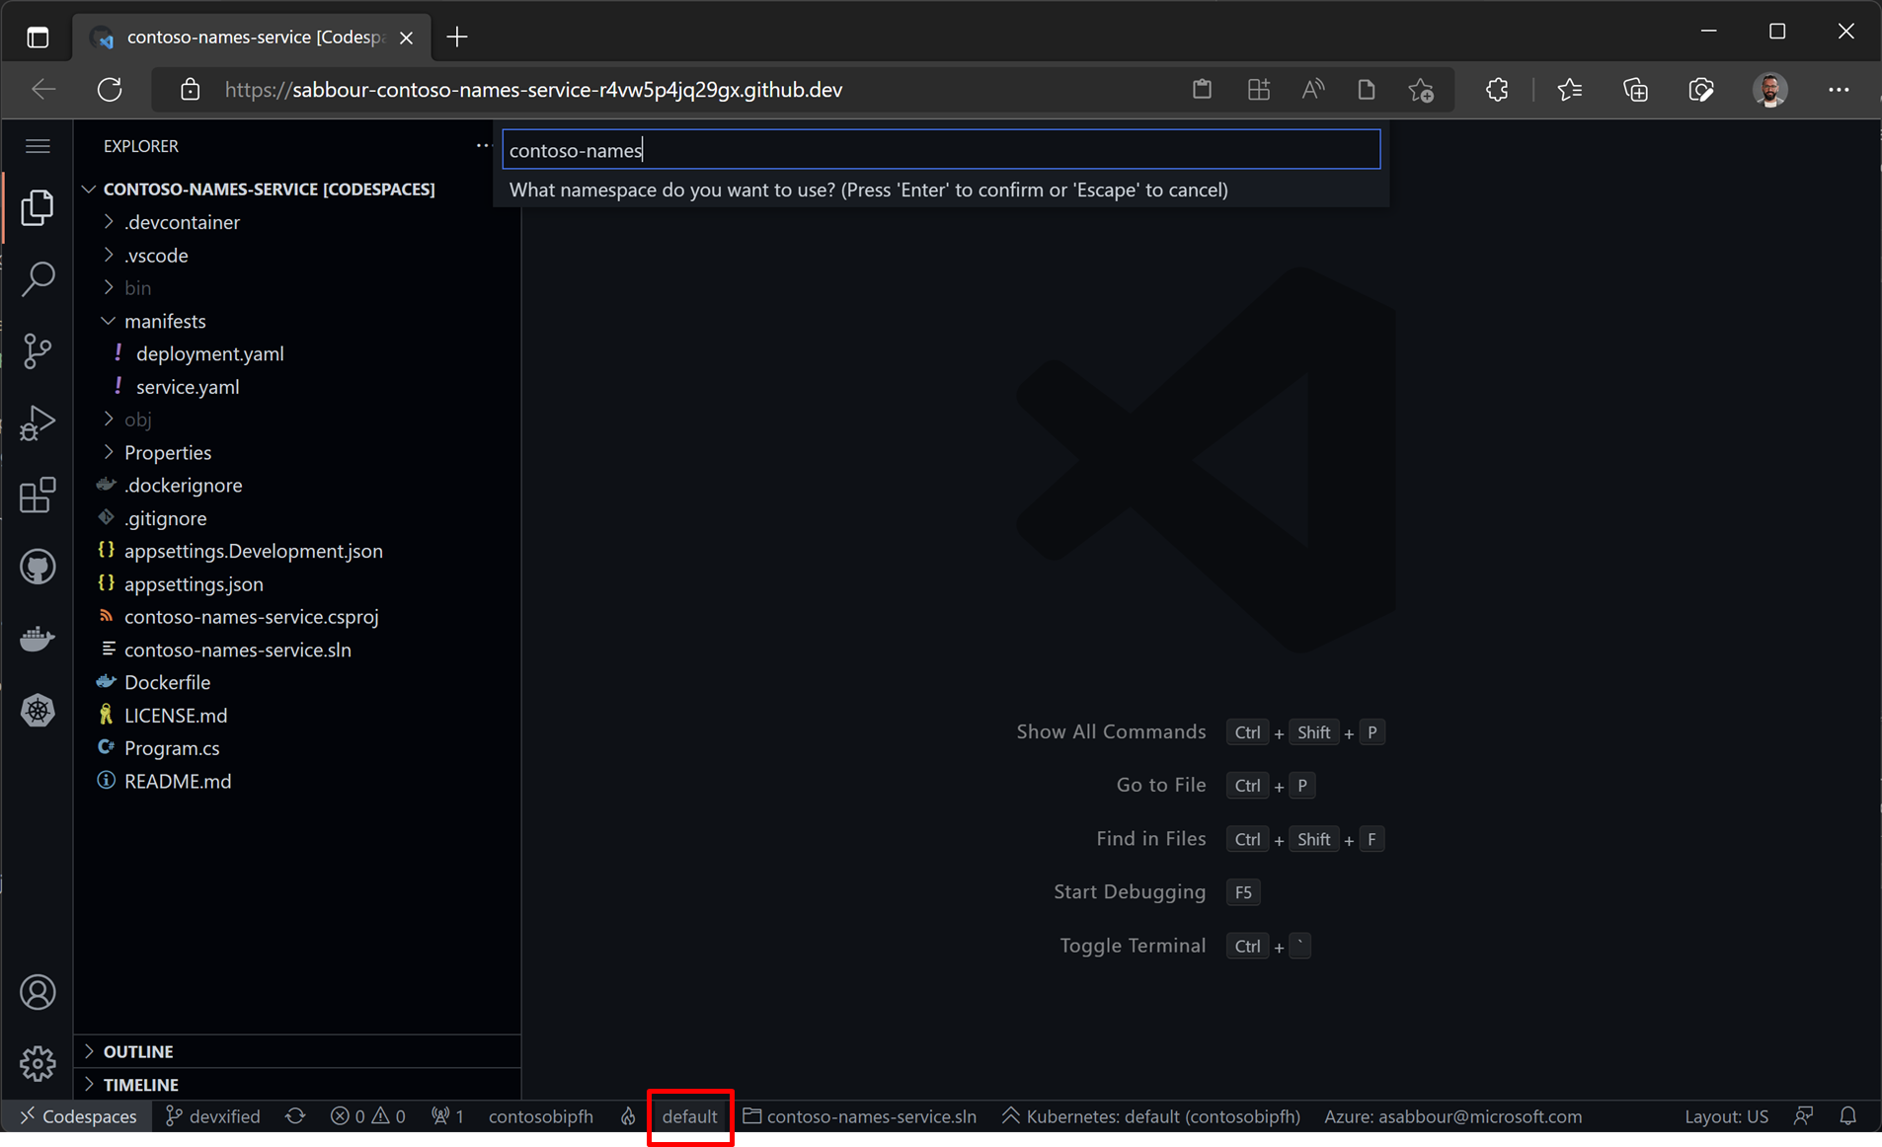 contoso-names-service [Codespa
https://sabbour-contoso-names-service-r4vw5p4jq29gx.github.dev
EXPLORER
contoso-names
What namespace do you want to use? (Press 'Enter' to confirm or 'Escape' to cancel)
CONTOSO-NAMES-SERVICE [CODESPACES]
.devcontainer
.vscode
bin
manifests
deployment.yaml
service.yaml
obj
Properties
.dockerignore
.gitignore
appsettings.Development.json
appsettings.json
contoso-names-service.csproj
contoso-names-service.sln
Dockerfile
LICENSE.md
Program.cs
README.md
Show All Commands Ctrl + Shift + P
Go to File Ctrl + P
Find in Files Ctrl + Shift + F
Start Debugging F5
Toggle Terminal Ctrl + `
OUTLINE
TIMELINE
Codespaces devxified 0 0 1 contosobipfh default contoso-names-service.sln Kubernetes: default (contosobipfh) Azure: asabbour@microsoft.com Layout: US